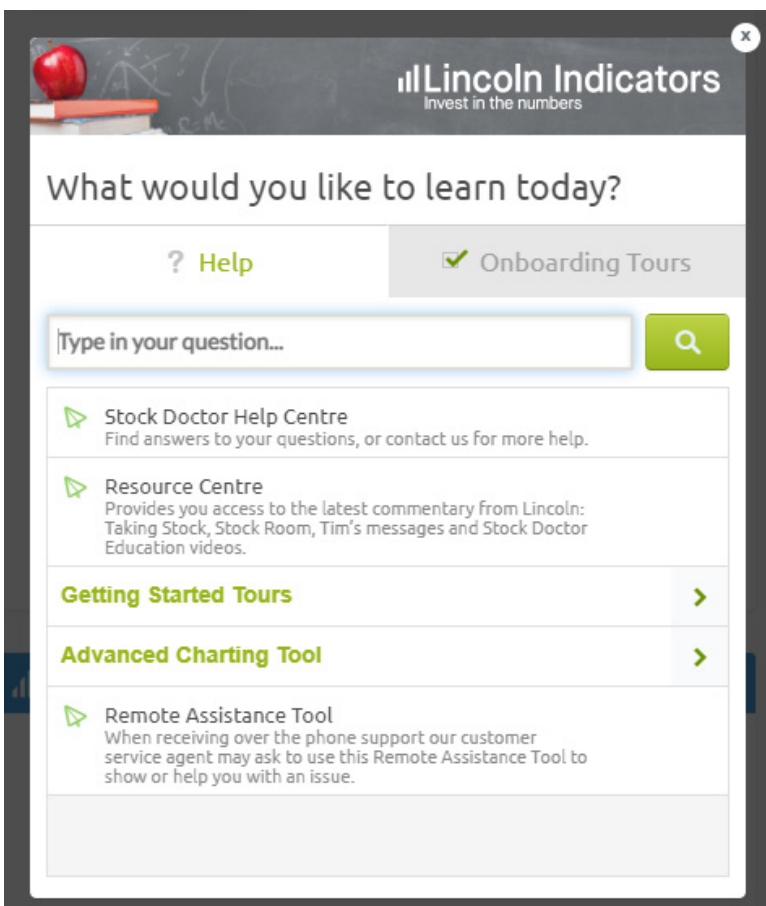 x
Lincoln Indicators
Invest in the numbers
What would you like to learn today?
? Help
Onboarding Tours
Type in your question...
Stock Doctor Help Centre
Find answers to your questions, or contact us for more help.
Resource Centre
Provides you access to the latest commentary from Lincoln:
Taking Stock, Stock Room, Tim's messages and Stock Doctor
Education videos.
Getting Started Tours
Advanced Charting Tool
Remote Assistance Tool
When receiving over the phone support our customer
service agent may ask to use this Remote Assistance Tool to
show or help you with an issue.